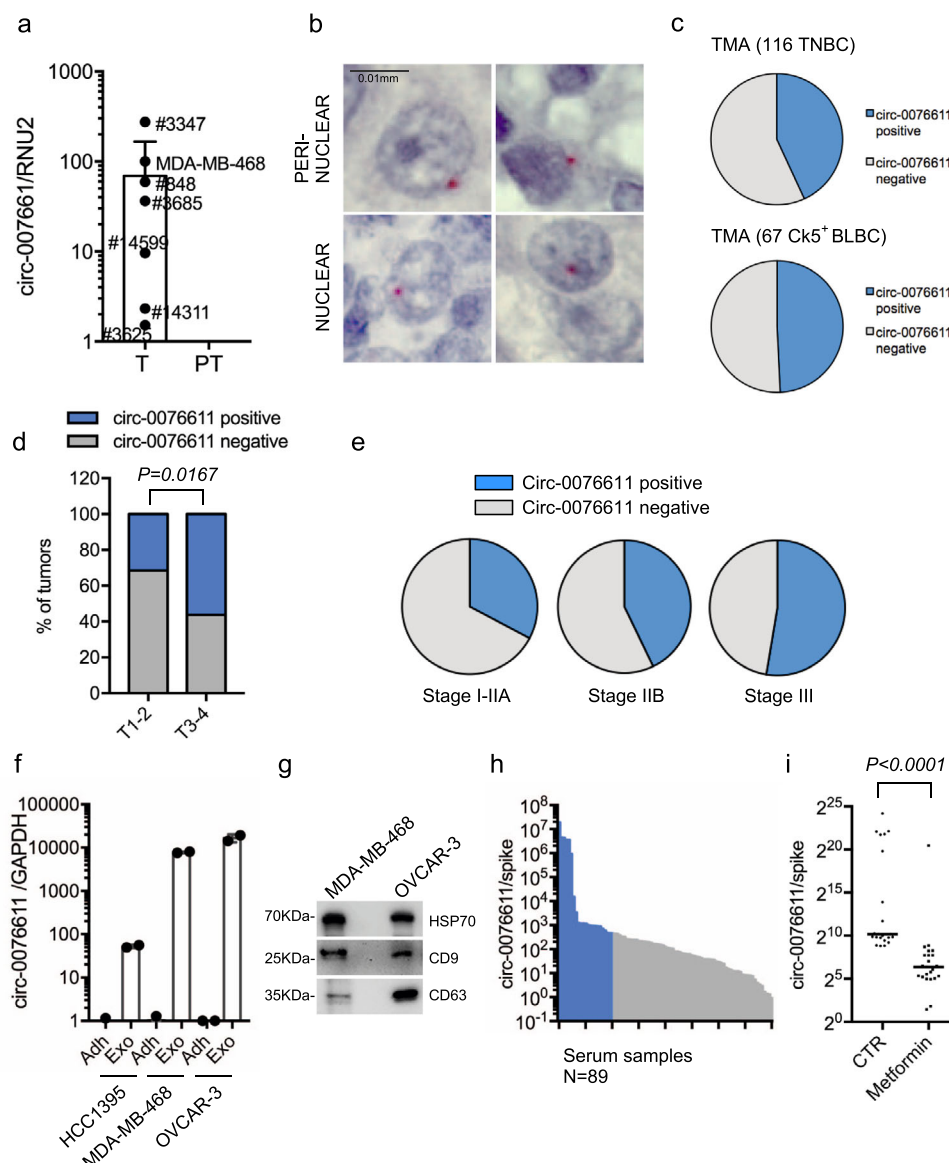 a
circ-0076661/RNU2
1000
100
10
1
#3347
MDA-MB-468
#848
#3685
#14599
#14311
#3625
T
PT
b
0.01mm
PERI-
NUCLEAR
NUCLEAR
c
TMA (116 TNBC)
circ-0076611
positive
circ-0076611
negative
TMA (67 Ck5+ BLBC)
circ-0076611
positive
circ-0076611
negative
circ-0076611 positive
circ-0076611 negative
d
P=0.0167
% of tumors
120
100
80
60
40
20
0
T1-2
T3-4
e
Circ-0076611 positive
Circ-0076611 negative
Stage I-IIA
Stage IIB
Stage III
f
circ-0076611 /GAPDH
100000
10000
1000
100
10
1
Adh
Exo
Adh
Exo
Adh
Exo
HCC1395
MDA-MB-468
OVCAR-3
g
MDA-MB-468
OVCAR-3
70KDa-
HSP70
25KDa-
CD9
35KDa-
CD63
h
circ-0076611/spike
10^8
10^7
10^6
10^5
10^4
10^3
10^2
10^1
10^0
10^-1
Serum samples
N=89
i
P<0.0001
circ-0076611/spike
2^25
2^20
2^15
2^10
2^5
2^0
CTR
Metformin